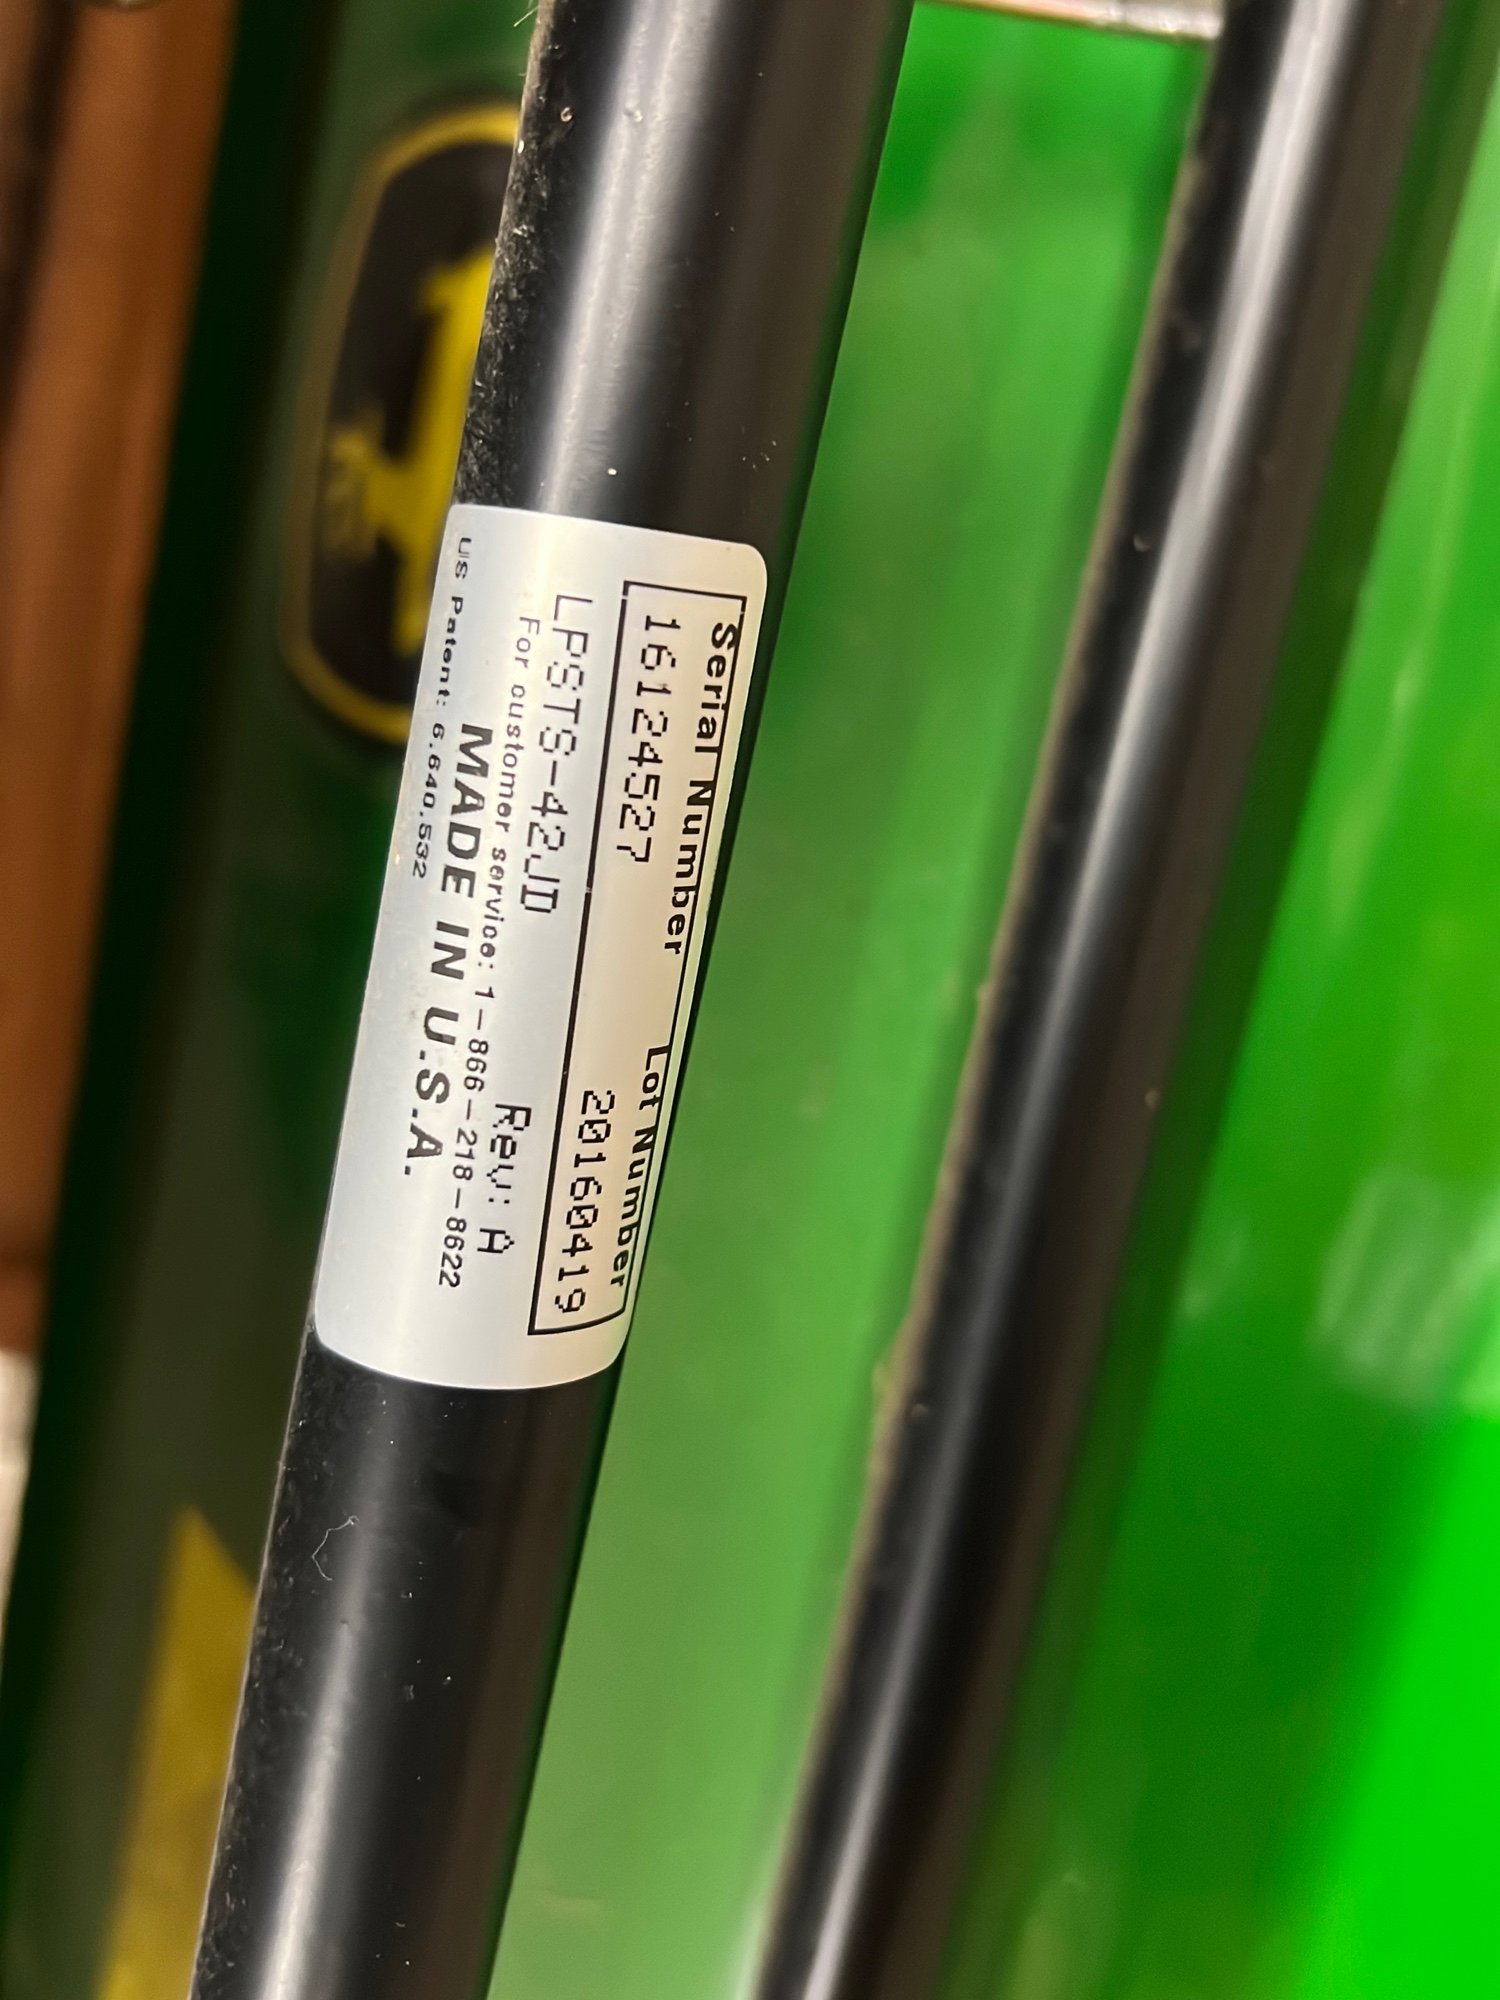 Serial Number Lot Number
16124527 20160419
LPSTS-42JD Rev: A
For customer service: 1-866-218-8622
MADE IN U.S.A.
US Patent: 6.640.532